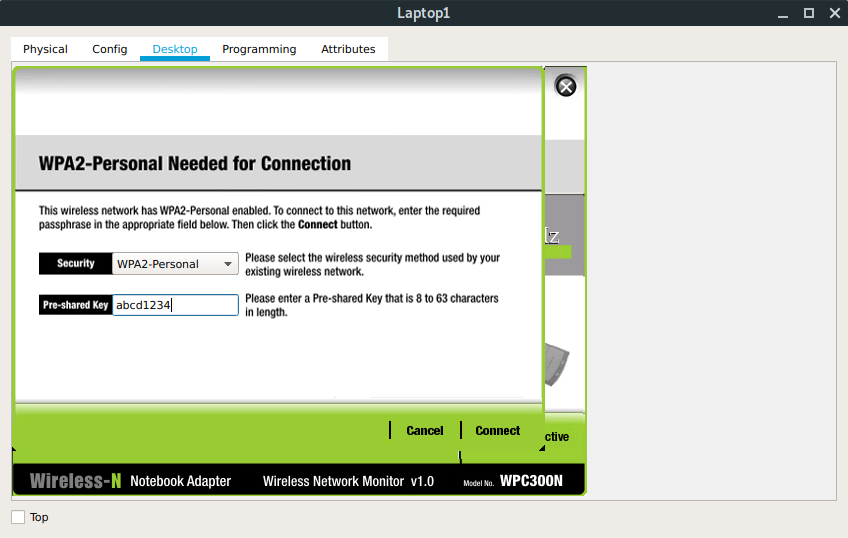 Laptop1
Physical Config Desktop Programming Attributes
WPA2-Personal Needed for Connection
This wireless network has WPA2-Personal enabled. To connect to this network, enter the required
passphrase in the appropriate field below. Then click the Connect button.
Security WPA2-Personal Please select the wireless security method used by your
existing wireless network.
Pre-shared Key abcd1234 Please enter a Pre-shared Key that is 8 to 63 characters
in length.
Cancel Connect
Wireless-N Notebook Adapter Wireless Network Monitor v1.0 Model No. WPC300N
Top